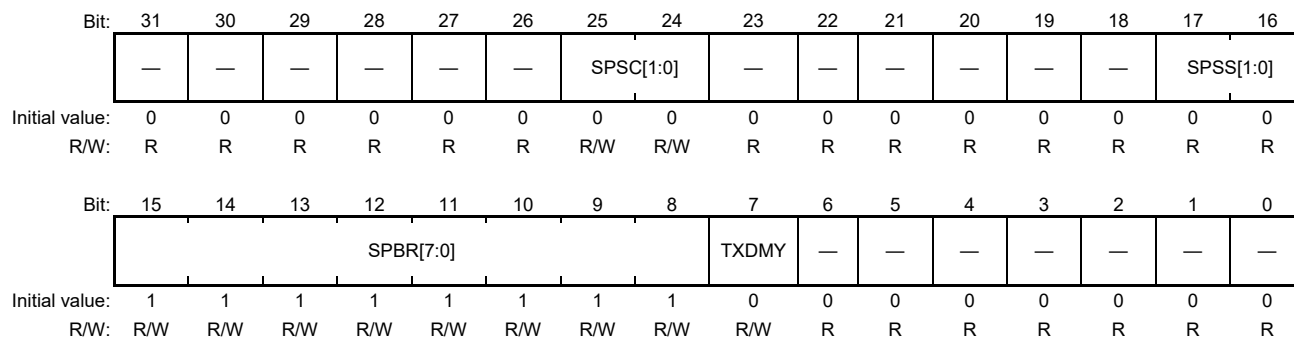 Bit: 31 30 29 28 27 26 25 24 23 22 21 20 19 18 17 16
— — — — — — SPSC[1:0] — — — — — — SPSS[1:0]
Initial value: 0 0 0 0 0 0 0 0 0 0 0 0 0 0 0 0
R/W: R R R R R R R/W R/W R R R R R R R R
Bit: 15 14 13 12 11 10 9 8 7 6 5 4 3 2 1 0
SPBR[7:0] TXDMY — — — — — — —
Initial value: 1 1 1 1 1 1 1 1 0 0 0 0 0 0 0 0
R/W: R/W R/W R/W R/W R/W R/W R/W R/W R/W R R R R R R R